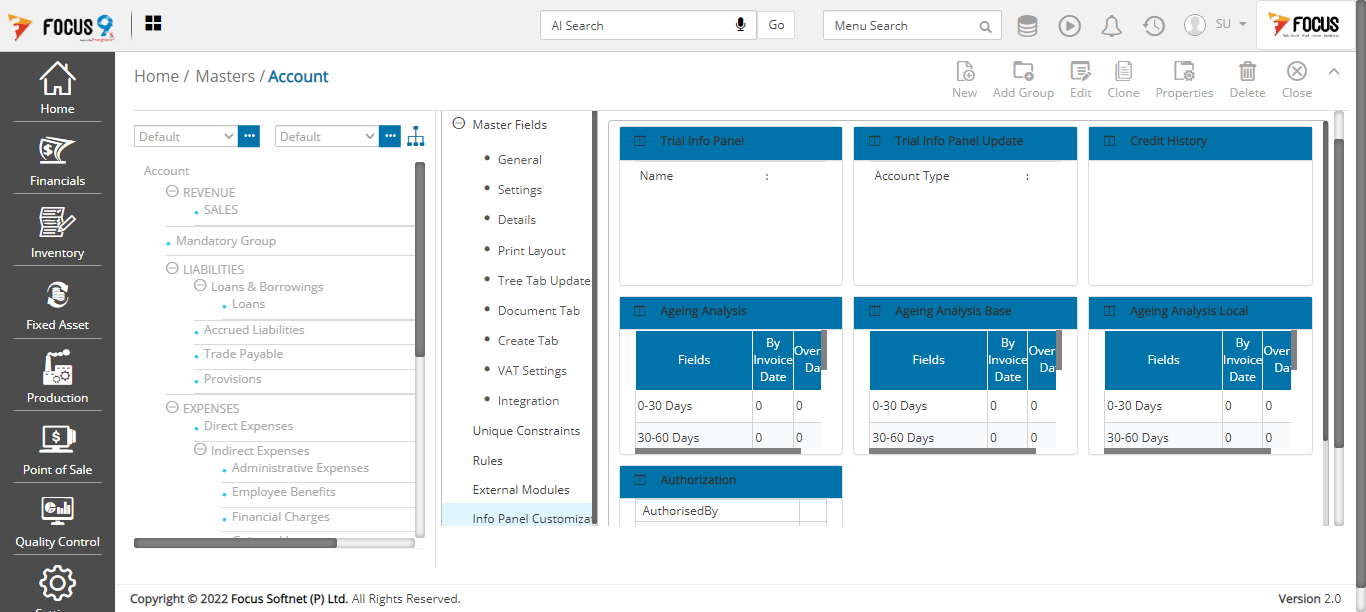 FOCUS 9
AI Search
Go
Menu Search
SU
FOCUS
Home
Financials
Inventory
Fixed Asset
Production
Point of Sale
Quality Control
Home / Masters / Account
New
Add Group
Edit
Clone
Properties
Delete
Close
Default
Default
Account
REVENUE
SALES
Mandatory Group
LIABILITIES
Loans & Borrowings
Loans
Accrued Liabilities
Trade Payable
Provisions
EXPENSES
Direct Expenses
Indirect Expenses
Administrative Expenses
Employee Benefits
Financial Charges
Master Fields
General
Settings
Details
Print Layout
Tree Tab Update
Document Tab
Create Tab
VAT Settings
Integration
Unique Constraints
Rules
External Modules
Info Panel Customizat
Trial Info Panel
Name :
Trial Info Panel Update
Account Type :
Credit History
Ageing Analysis
Fields By Invoice Date Over Da
0-30 Days 0 0
30-60 Days 0 0
Ageing Analysis Base
Fields By Invoice Date Over Da
0-30 Days 0 0
30-60 Days 0 0
Ageing Analysis Local
Fields By Invoice Date Over Da
0-30 Days 0 0
30-60 Days 0 0
Authorization
AuthorisedBy
Copyright © 2022 Focus Softnet (P) Ltd. All Rights Reserved.
Version 2.0